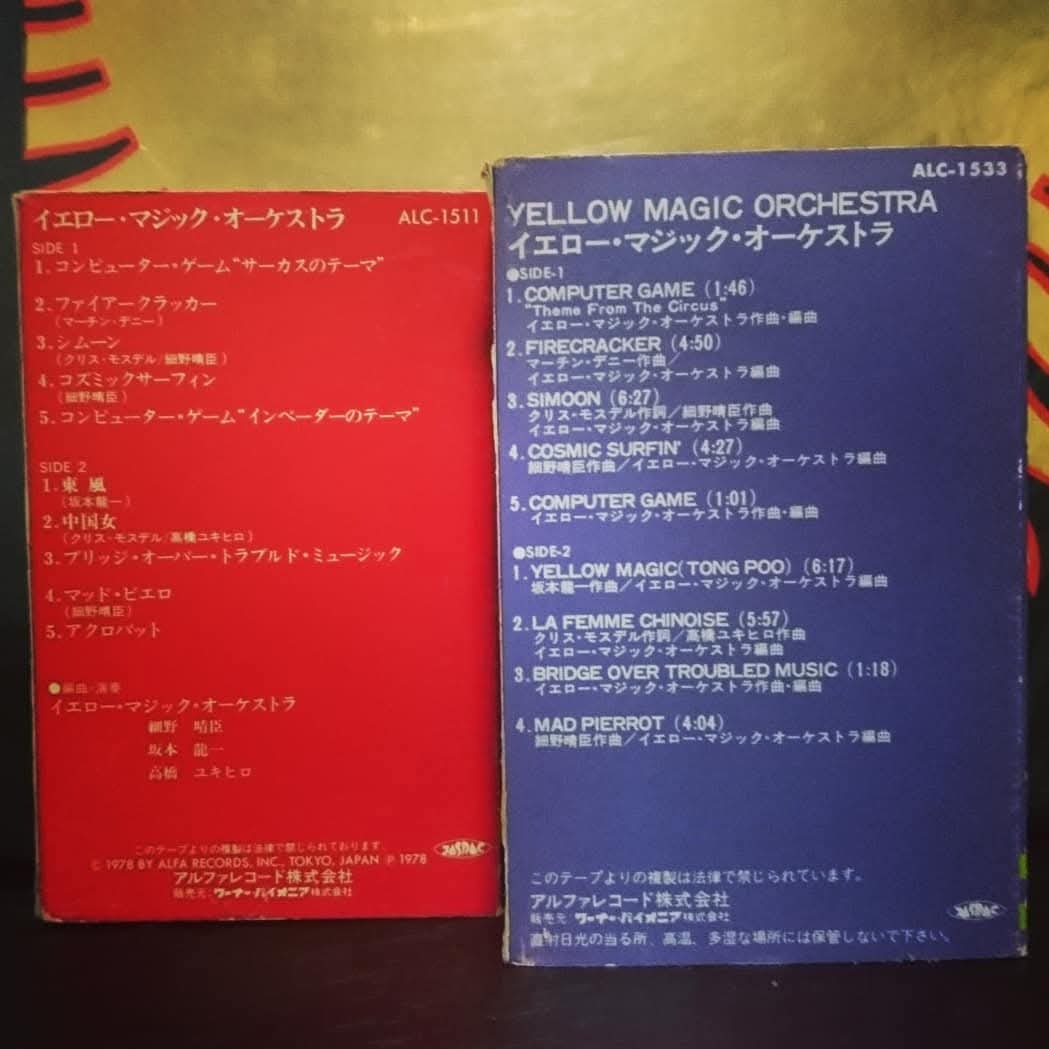 イエロー・マジック・オーケストラ ALC-1511
SIDE 1
1.コンピューター・ゲーム“サーカスのテーマ”
2.ファイアークラッカー
(マーチン・デニー)
3.シムーン
(クリス・モスデル/細野晴臣)
4.コズミックサーフィン
(細野晴臣)
5.コンピューター・ゲーム“インベーダーのテーマ”
SIDE 2
1.東風
(坂本龍一)
2.中国女
(クリス・モスデル/高橋ユキヒロ)
3.ブリッジ・オーバー・トラブルド・ミュージック
4.マッド・ピエロ
(細野晴臣)
5.アクロバット
●編曲・演奏
イエロー・マジック・オーケストラ
細野 晴臣
坂本 龍一
高橋 ユキヒロ
このテープよりの複製は法律で禁じられております。
© 1978 BY ALFA RECORDS, INC., TOKYO, JAPAN ℗ 1978
アルファレコード株式会社
販売元:ワーナー・パイオニア株式会社
JASRAC
ALC-1533
YELLOW MAGIC ORCHESTRA
イエロー・マジック・オーケストラ
●SIDE-1
1.COMPUTER GAME (1:46)
"Theme From The Circus"
イエロー・マジック・オーケストラ作曲・編曲
2.FIRECRACKER (4:50)
マーチン・デニー作曲/
イエロー・マジック・オーケストラ編曲
3.SIMOON (6:27)
クリス・モスデル作詞/細野晴臣作曲
イエロー・マジック・オーケストラ編曲
4.COSMIC SURFIN' (4:27)
細野晴臣作曲/イエロー・マジック・オーケストラ編曲
5.COMPUTER GAME (1:01)
イエロー・マジック・オーケストラ作曲・編曲
●SIDE-2
1.YELLOW MAGIC(TONG POO) (6:17)
坂本龍一作曲/イエロー・マジック・オーケストラ編曲
2.LA FEMME CHINOISE (5:57)
クリス・モスデル作詞/高橋ユキヒロ作曲
イエロー・マジック・オーケストラ編曲
3.BRIDGE OVER TROUBLED MUSIC (1:18)
イエロー・マジック・オーケストラ作曲・編曲
4.MAD PIERROT (4:04)
細野晴臣作曲/イエロー・マジック・オーケストラ編曲
このテープよりの複製は法律で禁じられています。
アルファレコード株式会社
販売元:ワーナー・パイオニア株式会社
JASRAC
直射日光の当る所、高温、多湿な場所には保管しないで下さい。